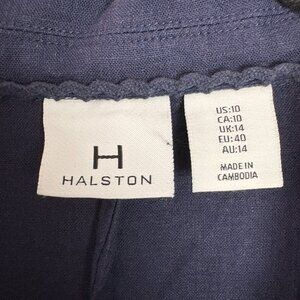 H
HALSTON
US:10
CA:10
UK:14
EU:40
AU:14
MADE IN
CAMBODIA